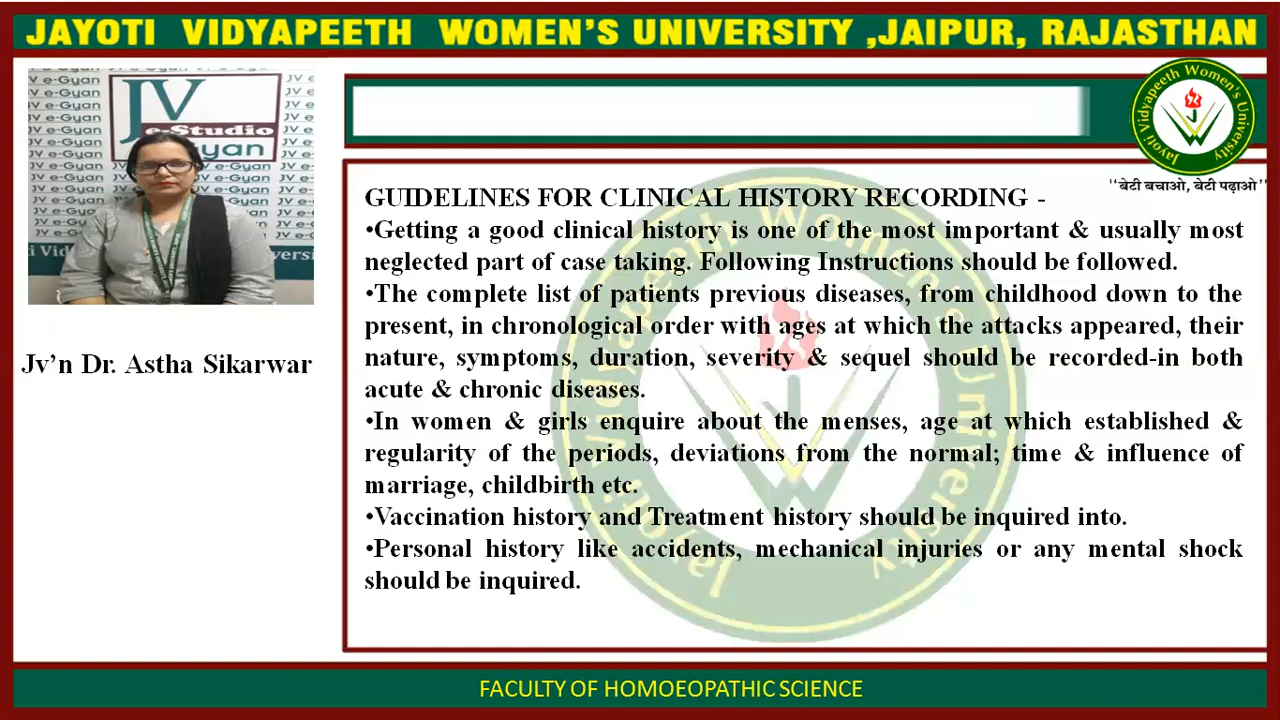 JAYOTI VIDYAPEETH WOMEN'S UNIVERSITY ,JAIPUR, RAJASTHAN
JV
e-Studio
Gyan
JV e-Gyan
Jayoti Vidyapeeth Women's University
"बेटी बचाओ, बेटी पढ़ाओ"
Jv'n Dr. Astha Sikarwar
GUIDELINES FOR CLINICAL HISTORY RECORDING -
•Getting a good clinical history is one of the most important & usually most
neglected part of case taking. Following Instructions should be followed.
•The complete list of patients previous diseases, from childhood down to the
present, in chronological order with ages at which the attacks appeared, their
nature, symptoms, duration, severity & sequel should be recorded-in both
acute & chronic diseases.
•In women & girls enquire about the menses, age at which established &
regularity of the periods, deviations from the normal; time & influence of
marriage, childbirth etc.
•Vaccination history and Treatment history should be inquired into.
•Personal history like accidents, mechanical injuries or any mental shock
should be inquired.
FACULTY OF HOMOEOPATHIC SCIENCE